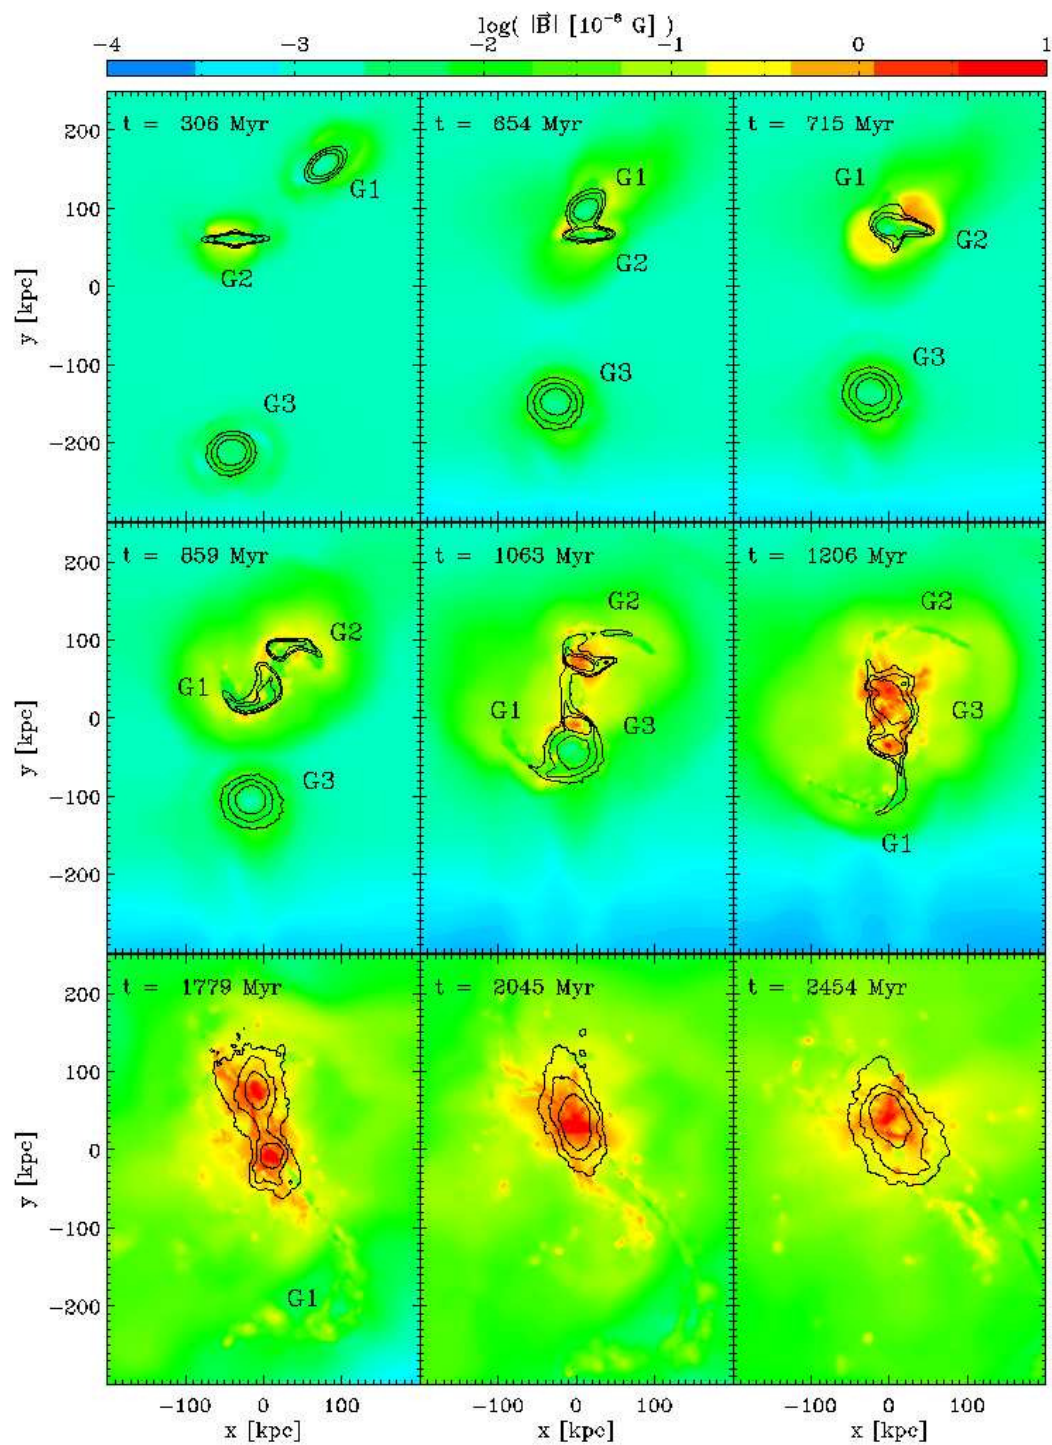 log( |B⃗| [10⁻⁶ G] )
−4 −3 −2 −1 0 1
t = 306 Myr
t = 654 Myr
t = 715 Myr
200
100
0
−100
−200
y [kpc]
G1
G2
G3
G1
G2
G3
G1
G2
G3
t = 859 Myr
t = 1063 Myr
t = 1206 Myr
200
100
0
−100
−200
y [kpc]
G2
G1
G3
G2
G1
G3
G2
G3
G1
t = 1779 Myr
t = 2045 Myr
t = 2454 Myr
200
100
0
−100
−200
y [kpc]
G1
−100 0 100
−100 0 100
−100 0 100
x [kpc]
x [kpc]
x [kpc]